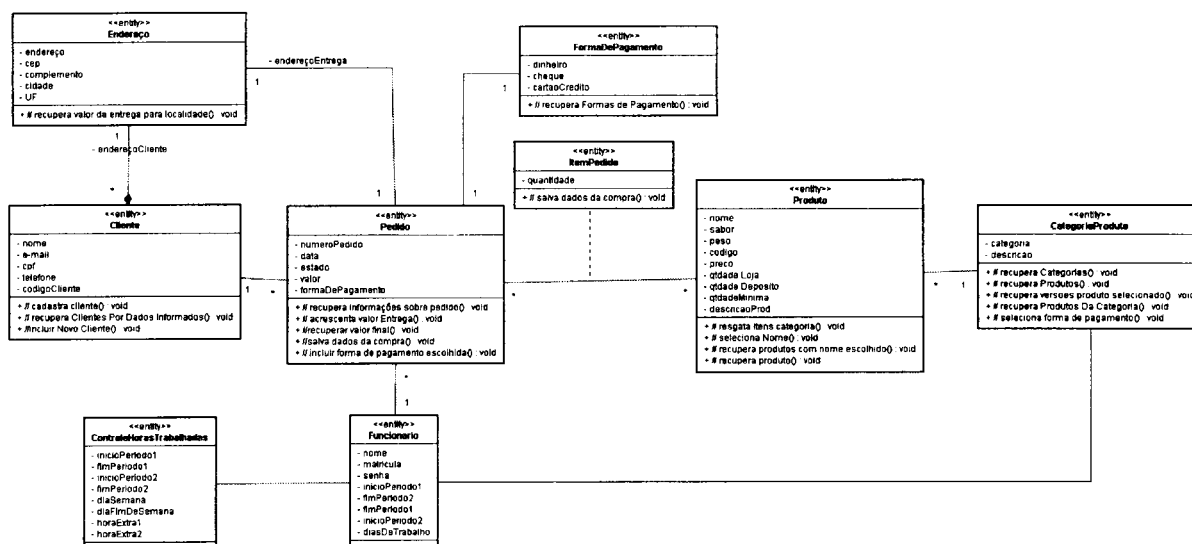 <<entity>>
Endereço
- endereço
- cep
- complemento
- cidade
- UF
+ # recupera valor da entrega para localidade() : void
1
- endereçoEntrega
1
1
- endereçoCliente
*
<<entity>>
FormaDePagamento
- dinheiro
- cheque
- cartaoCredito
+ # recupera Formas de Pagamento() : void
1
1
<<entity>>
ItemPedido
- quantidade
+ # salva dados da compra() : void
<<entity>>
Cliente
- nome
- e-mail
- cpf
- telefone
- codigoCliente
+ # cadastra cliente() : void
+ # recupera Clientes Por Dados Informados() : void
+ #incluir Novo Cliente() : void
1
*
<<entity>>
Pedido
- numeroPedido
- data
- estado
- valor
- formaDePagamento
+ # recupera informações sobre pedido() : void
+ # acrescenta valor Entrega() : void
+ #recuperar valor final() : void
+ #salva dados da compra() : void
+ # incluir forma de pagamento escolhida() : void
*
*
<<entity>>
Produto
- nome
- sabor
- peso
- codigo
- preco
- qtdade Loja
- qtdade Deposito
- qtdadeMinima
- descricaoProd
+ # resgata itens categoria() : void
+ # seleciona Nome() : void
+ # recupera produtos com nome escolhido() : void
+ # recupera produto() : void
*
1
<<entity>>
CategoriaProduto
- categoria
- descricao
+ # recupera Categorias() : void
+ # recupera Produtos() : void
+ # recupera versões produto selecionado() : void
+ # recupera Produtos Da Categoria() : void
+ # seleciona forma de pagamento() : void
*
1
<<entity>>
ControleHorasTrabalhadas
- inicioPeriodo1
- fimPeriodo1
- inicioPeriodo2
- fimPeriodo2
- diaSemana
- diaFimDeSemana
- horaExtra1
- horaExtra2
<<entity>>
Funcionario
- nome
- matricula
- senha
- inicioPeriodo1
- fimPeriodo2
- fimPeriodo1
- inicioPeriodo2
- diasDeTrabalho